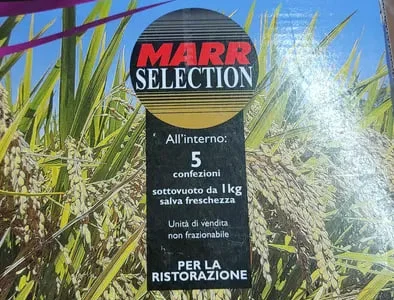 MARR
SELECTION
All'interno:
5
confezioni
sottovuoto da 1kg
salva freschezza
Unità di vendita
non frazionabile
PER LA
RISTORAZIONE